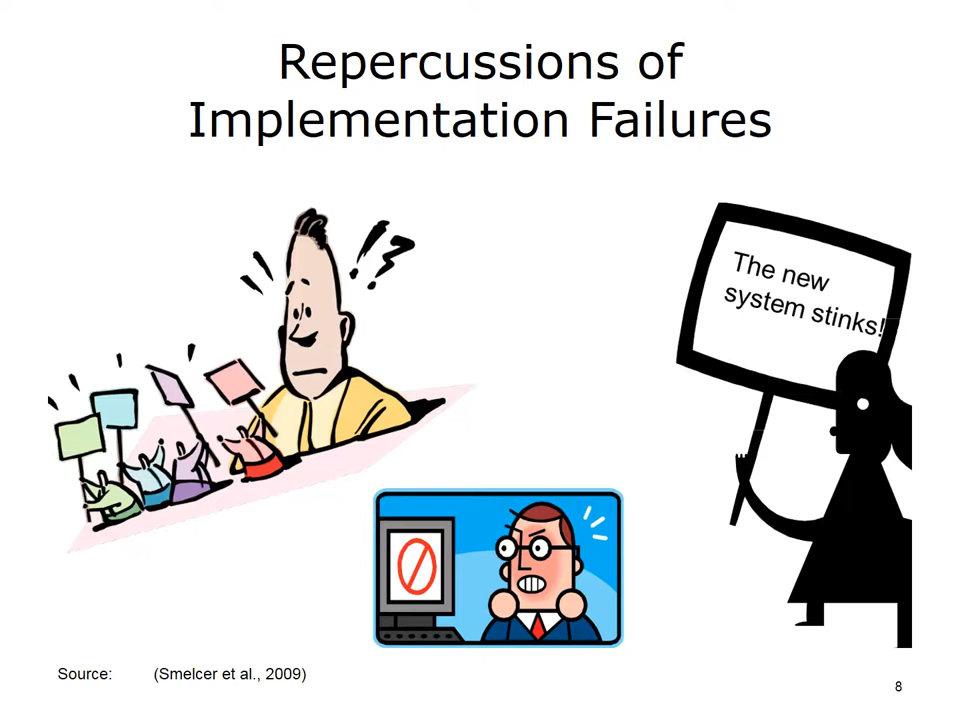 Repercussions of
Implementation Failures
The new
system stinks!
Source: (Smelcer et al., 2009)
8